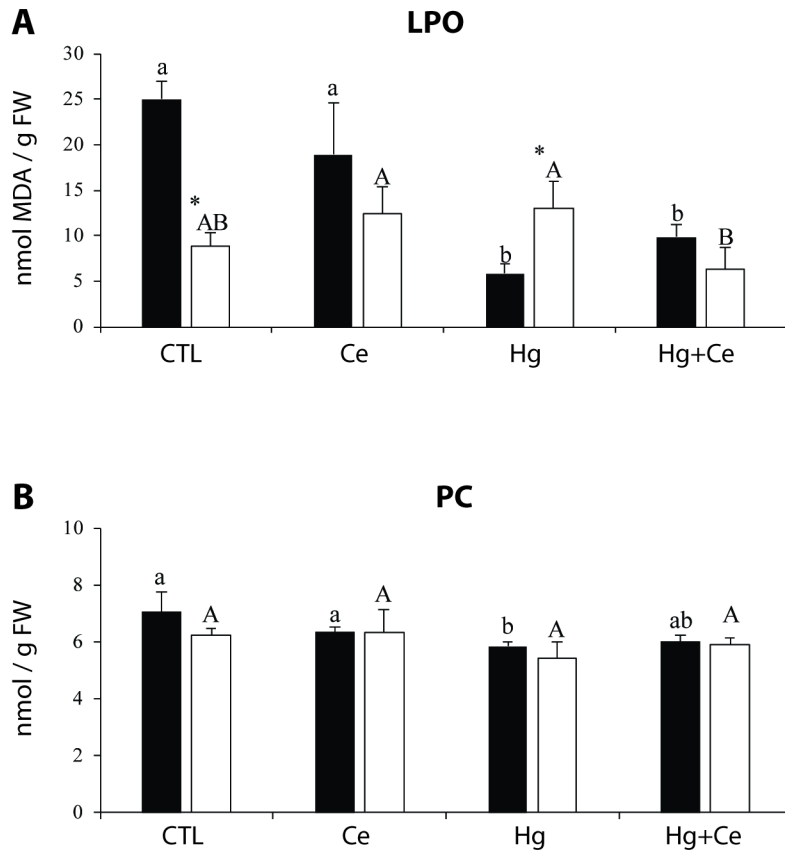 A
LPO
nmol MDA / g FW
30
25
20
15
10
5
0
a
*
AB
a
A
b
*
A
b
B
CTL
Ce
Hg
Hg+Ce
B
PC
nmol / g FW
10
8
6
4
2
0
a
A
a
A
b
A
ab
A
CTL
Ce
Hg
Hg+Ce